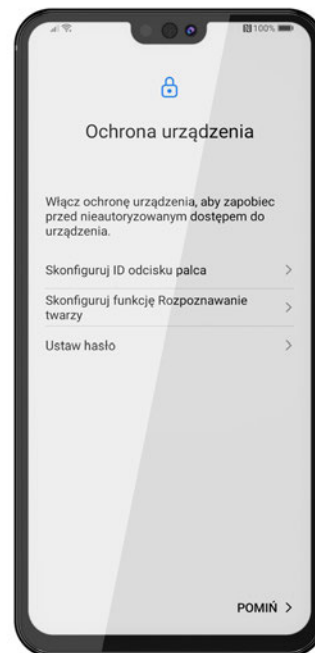 100%
Ochrona urządzenia
Włącz ochronę urządzenia, aby zapobiec
przed nieautoryzowanym dostępem do
urządzenia.
Skonfiguruj ID odcisku palca
Skonfiguruj funkcję Rozpoznawanie
twarzy
Ustaw hasło
POMIŃ